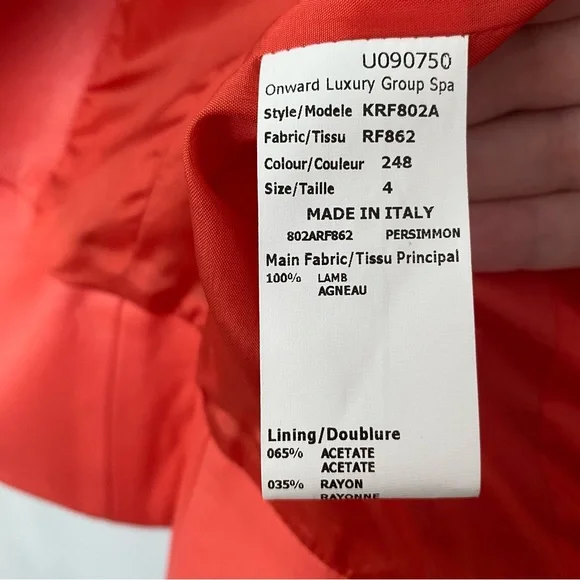 U090750
Onward Luxury Group Spa
Style/Modele KRF802A
Fabric/Tissu RF862
Colour/Couleur 248
Size/Taille 4
MADE IN ITALY
802ARF862 PERSIMMON
Main Fabric/Tissu Principal
100% LAMB
AGNEAU
Lining/Doublure
065% ACETATE
ACETATE
035% RAYON
RAYONNE